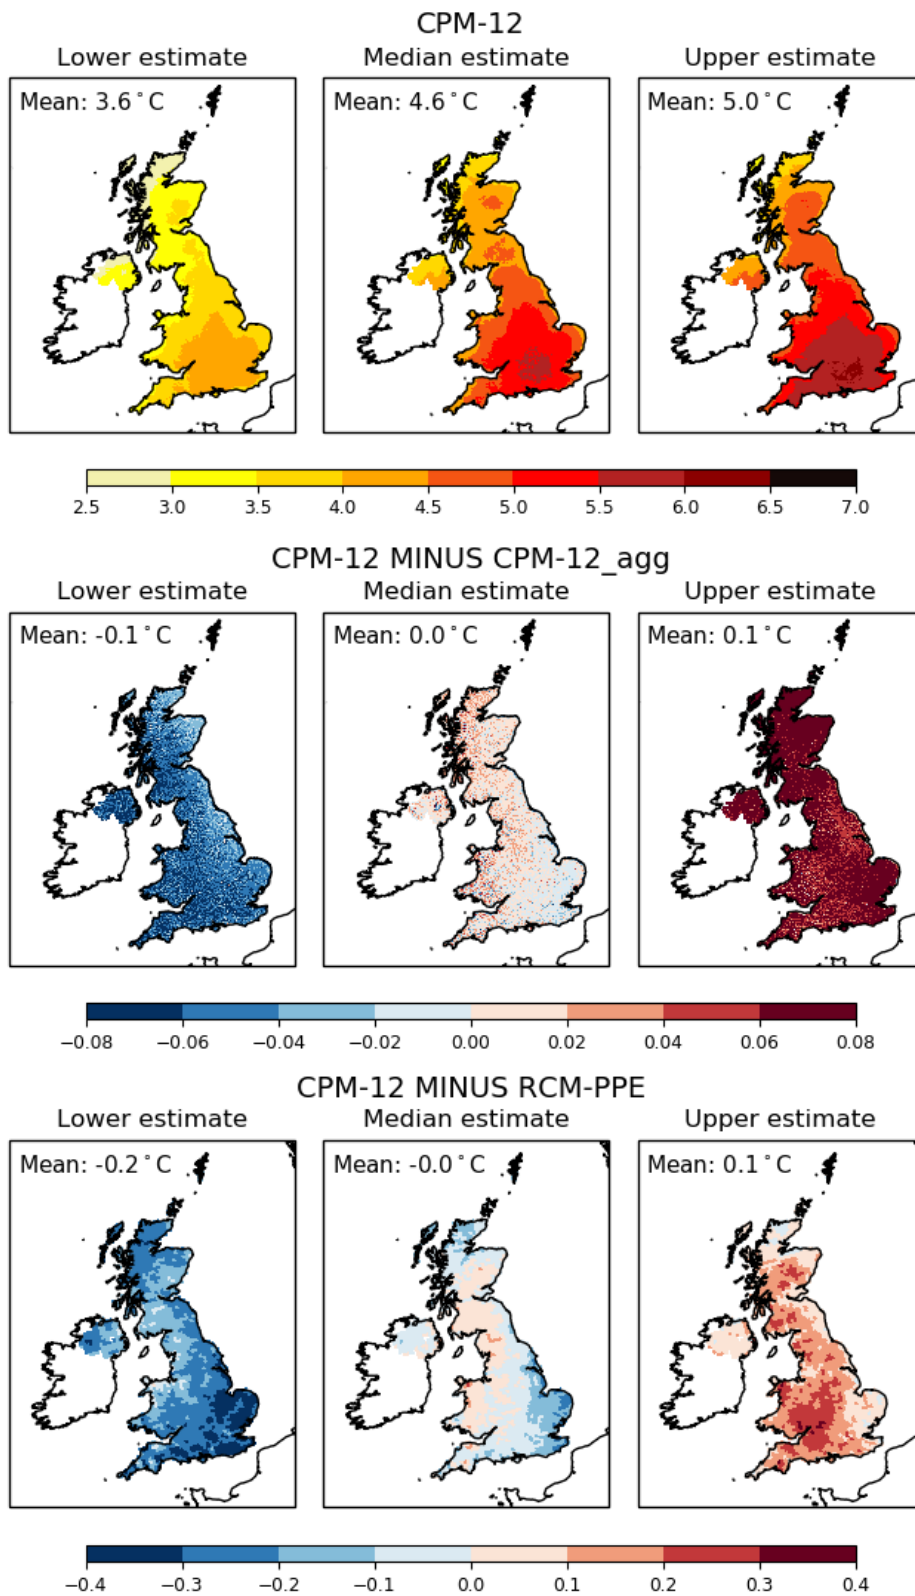 CPM-12
Lower estimate Median estimate Upper estimate
Mean: 3.6°C Mean: 4.6°C Mean: 5.0°C
2.5 3.0 3.5 4.0 4.5 5.0 5.5 6.0 6.5 7.0
CPM-12 MINUS CPM-12_agg
Lower estimate Median estimate Upper estimate
Mean: -0.1°C Mean: 0.0°C Mean: 0.1°C
−0.08 −0.06 −0.04 −0.02 0.00 0.02 0.04 0.06 0.08
CPM-12 MINUS RCM-PPE
Lower estimate Median estimate Upper estimate
Mean: -0.2°C Mean: -0.0°C Mean: 0.1°C
−0.4 −0.3 −0.2 −0.1 0.0 0.1 0.2 0.3 0.4